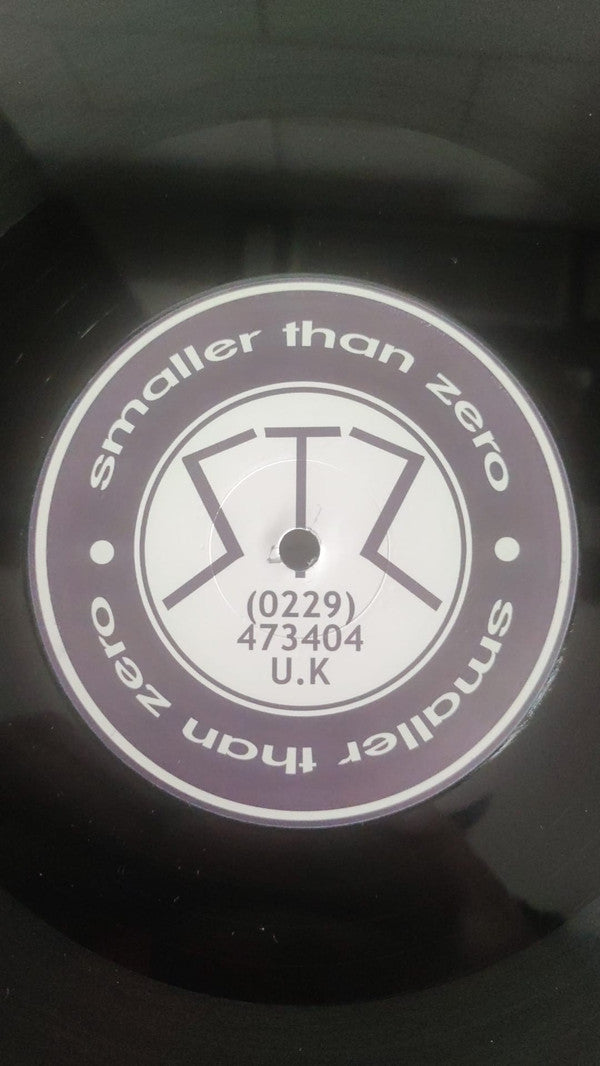 smaller than zero
STZ
(0229)
473404
U.K
smaller than zero